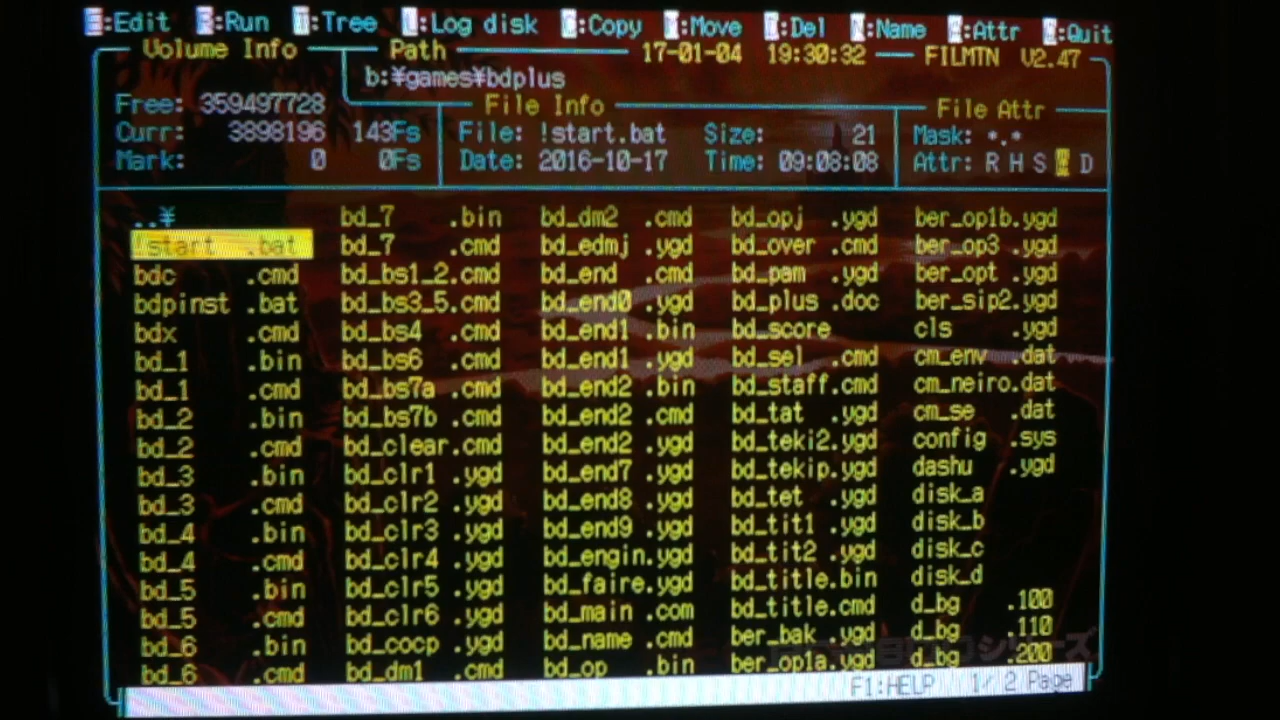 E:Edit R:Run T:Tree L:Log disk C:Copy M:Move D:Del N:Name A:Attr Q:Quit
Volume Info Path 17-01-04 19:30:32 FILMTN V2.47
b:¥games¥bdplus
Free: 359497728 File Info File Attr
Curr: 3898196 143Fs File: !start.bat Size: 21 Mask: *.*
Mark: 0 0Fs Date: 2016-10-17 Time: 09:08:08 Attr: R H S W D
..¥ bd_7 .bin bd_dm2 .cmd bd_opj .ygd ber_op1b.ygd
!start .bat bd_7 .cmd bd_edmj .ygd bd_over .cmd ber_op3 .ygd
bdc .cmd bd_bs1_2.cmd bd_end .cmd bd_pam .ygd ber_opt .ygd
bdpinst .bat bd_bs3_5.cmd bd_end0 .ygd bd_plus .doc ber_sip2.ygd
bdx .cmd bd_bs4 .cmd bd_end1 .bin bd_score cls .ygd
bd_1 .bin bd_bs6 .cmd bd_end1 .ygd bd_sel .cmd cm_env .dat
bd_1 .cmd bd_bs7a .cmd bd_end2 .bin bd_staff.cmd cm_neiro.dat
bd_2 .bin bd_bs7b .cmd bd_end2 .cmd bd_tat .ygd cm_se .dat
bd_2 .cmd bd_clear.cmd bd_end2 .ygd bd_teki2.ygd config .sys
bd_3 .bin bd_clr1 .ygd bd_end7 .ygd bd_tekip.ygd dashu .ygd
bd_3 .cmd bd_clr2 .ygd bd_end8 .ygd bd_tet .ygd disk_a
bd_4 .bin bd_clr3 .ygd bd_end9 .ygd bd_tit1 .ygd disk_b
bd_4 .cmd bd_clr4 .ygd bd_engin.ygd bd_tit2 .ygd disk_c
bd_5 .bin bd_clr5 .ygd bd_faire.ygd bd_title.bin disk_d
bd_5 .cmd bd_clr6 .ygd bd_main .com bd_title.cmd d_bg .100
bd_6 .bin bd_cocp .ygd bd_name .cmd ber_bak .ygd d_bg .110
bd_6 .cmd bd_dm1 .cmd bd_op .bin ber_op1a.ygd d_bg .200
シリーズ
F1:HELP 1/ 2 Page